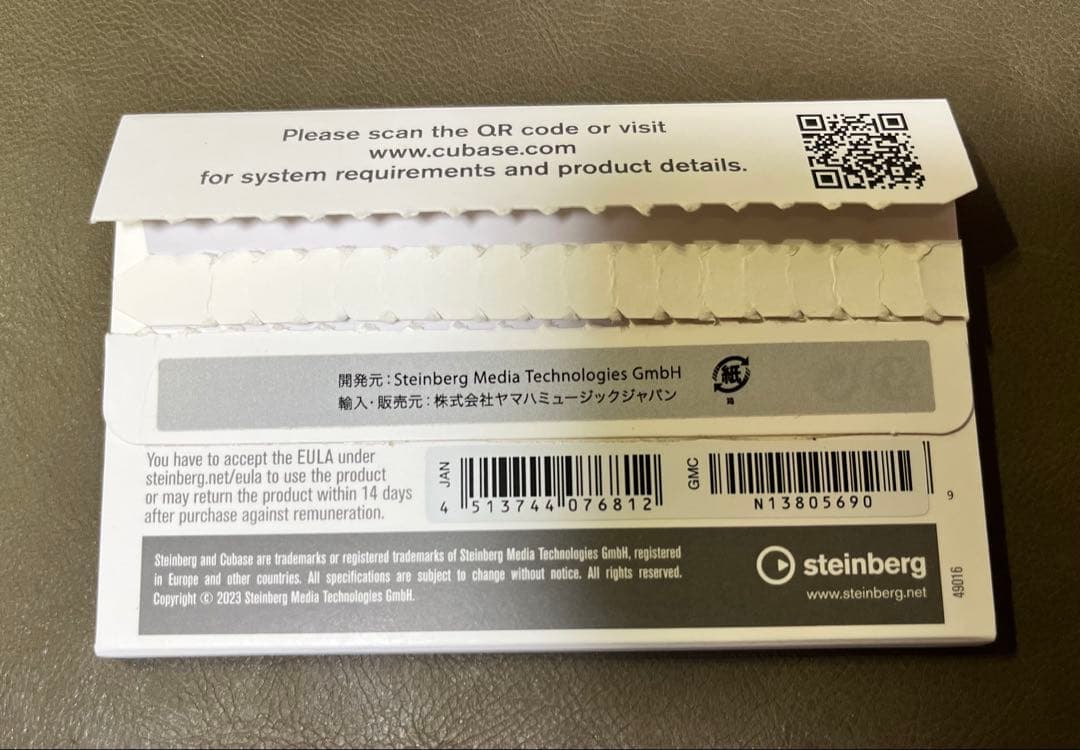 Please scan the QR code or visit
www.cubase.com
for system requirements and product details.
開発元：Steinberg Media Technologies GmbH
輸入・販売元：株式会社ヤマハミュージックジャパン
紙
箱
You have to accept the EULA under
steinberg.net/eula to use the product
or may return the product within 14 days
after purchase against remuneration.
JAN
4 513744 076812
GMC
N13805690
9
Steinberg and Cubase are trademarks or registered trademarks of Steinberg Media Technologies GmbH, registered
in Europe and other countries. All specifications are subject to change without notice. All rights reserved.
Copyright © 2023 Steinberg Media Technologies GmbH.
steinberg
www.steinberg.net
49016